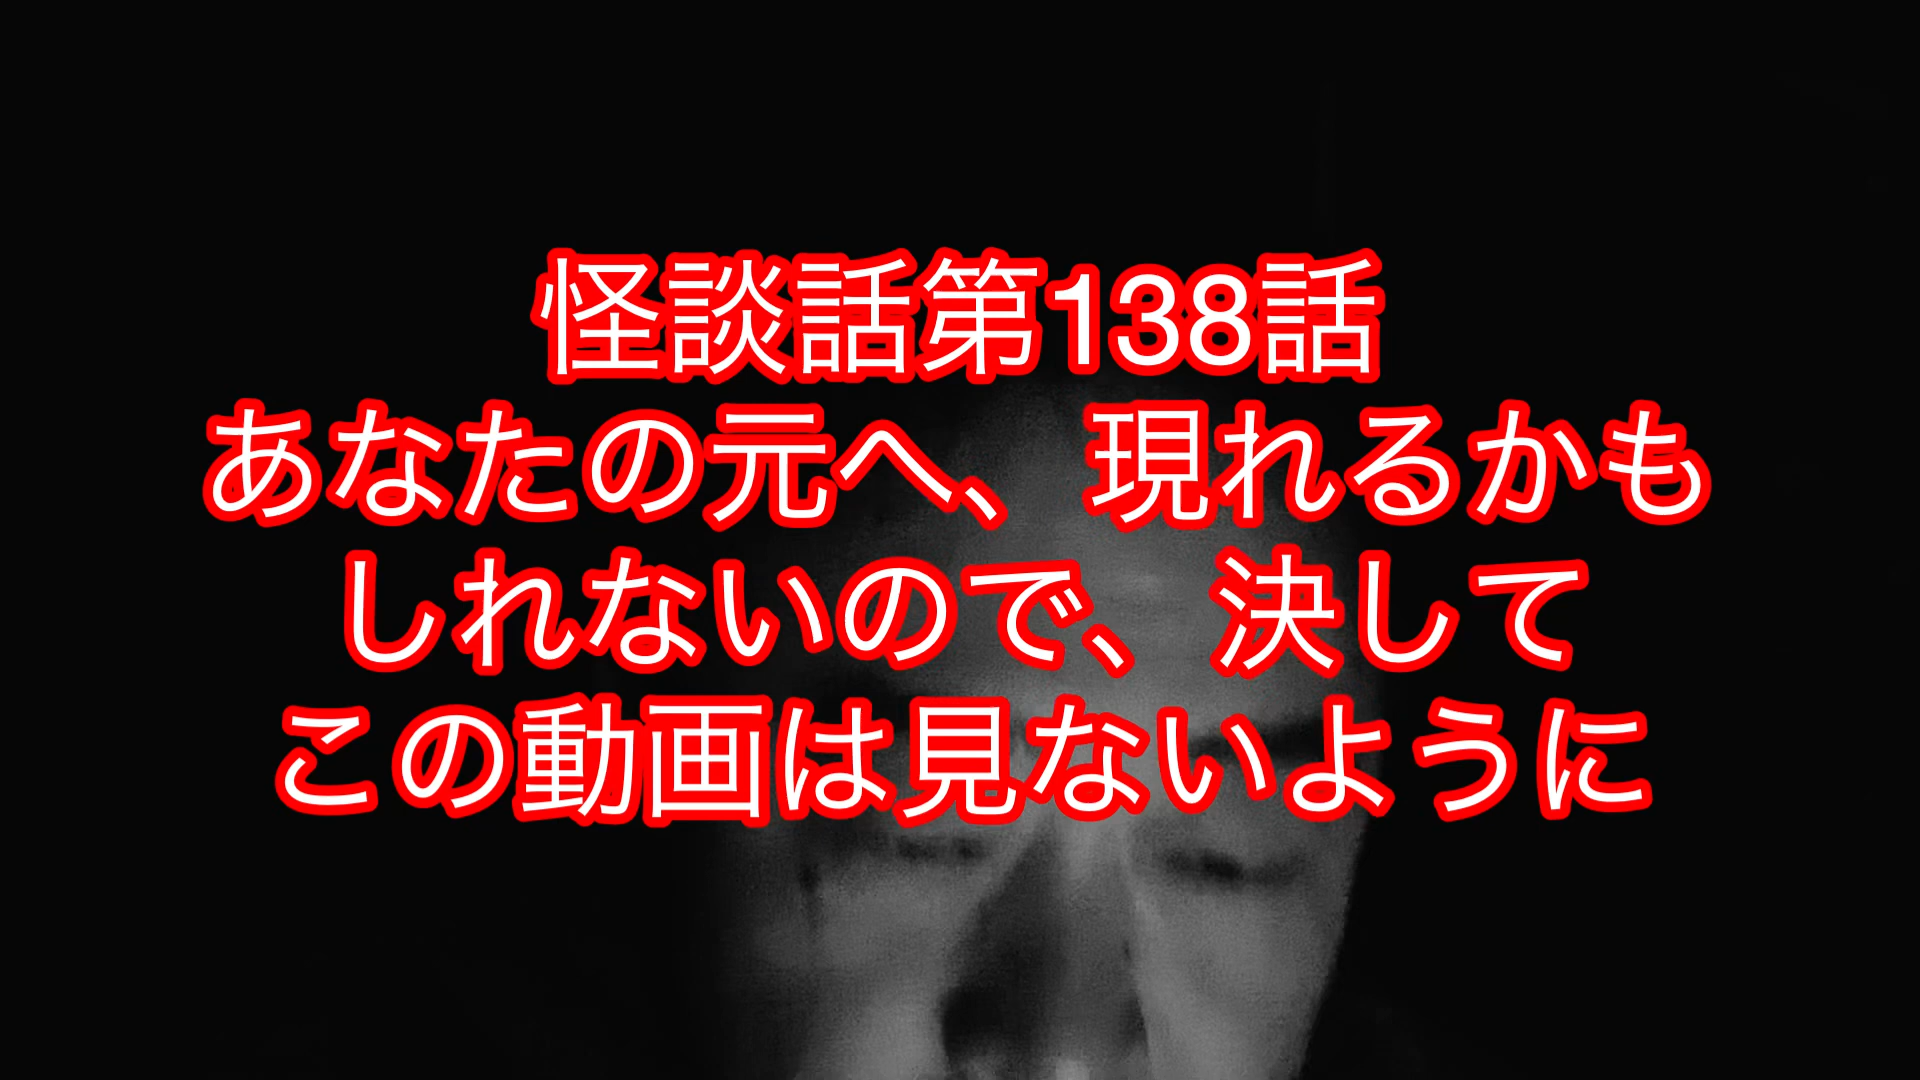 怪談話第138話
あなたの元へ、現れるかも
しれないので、決して
この動画は見ないように